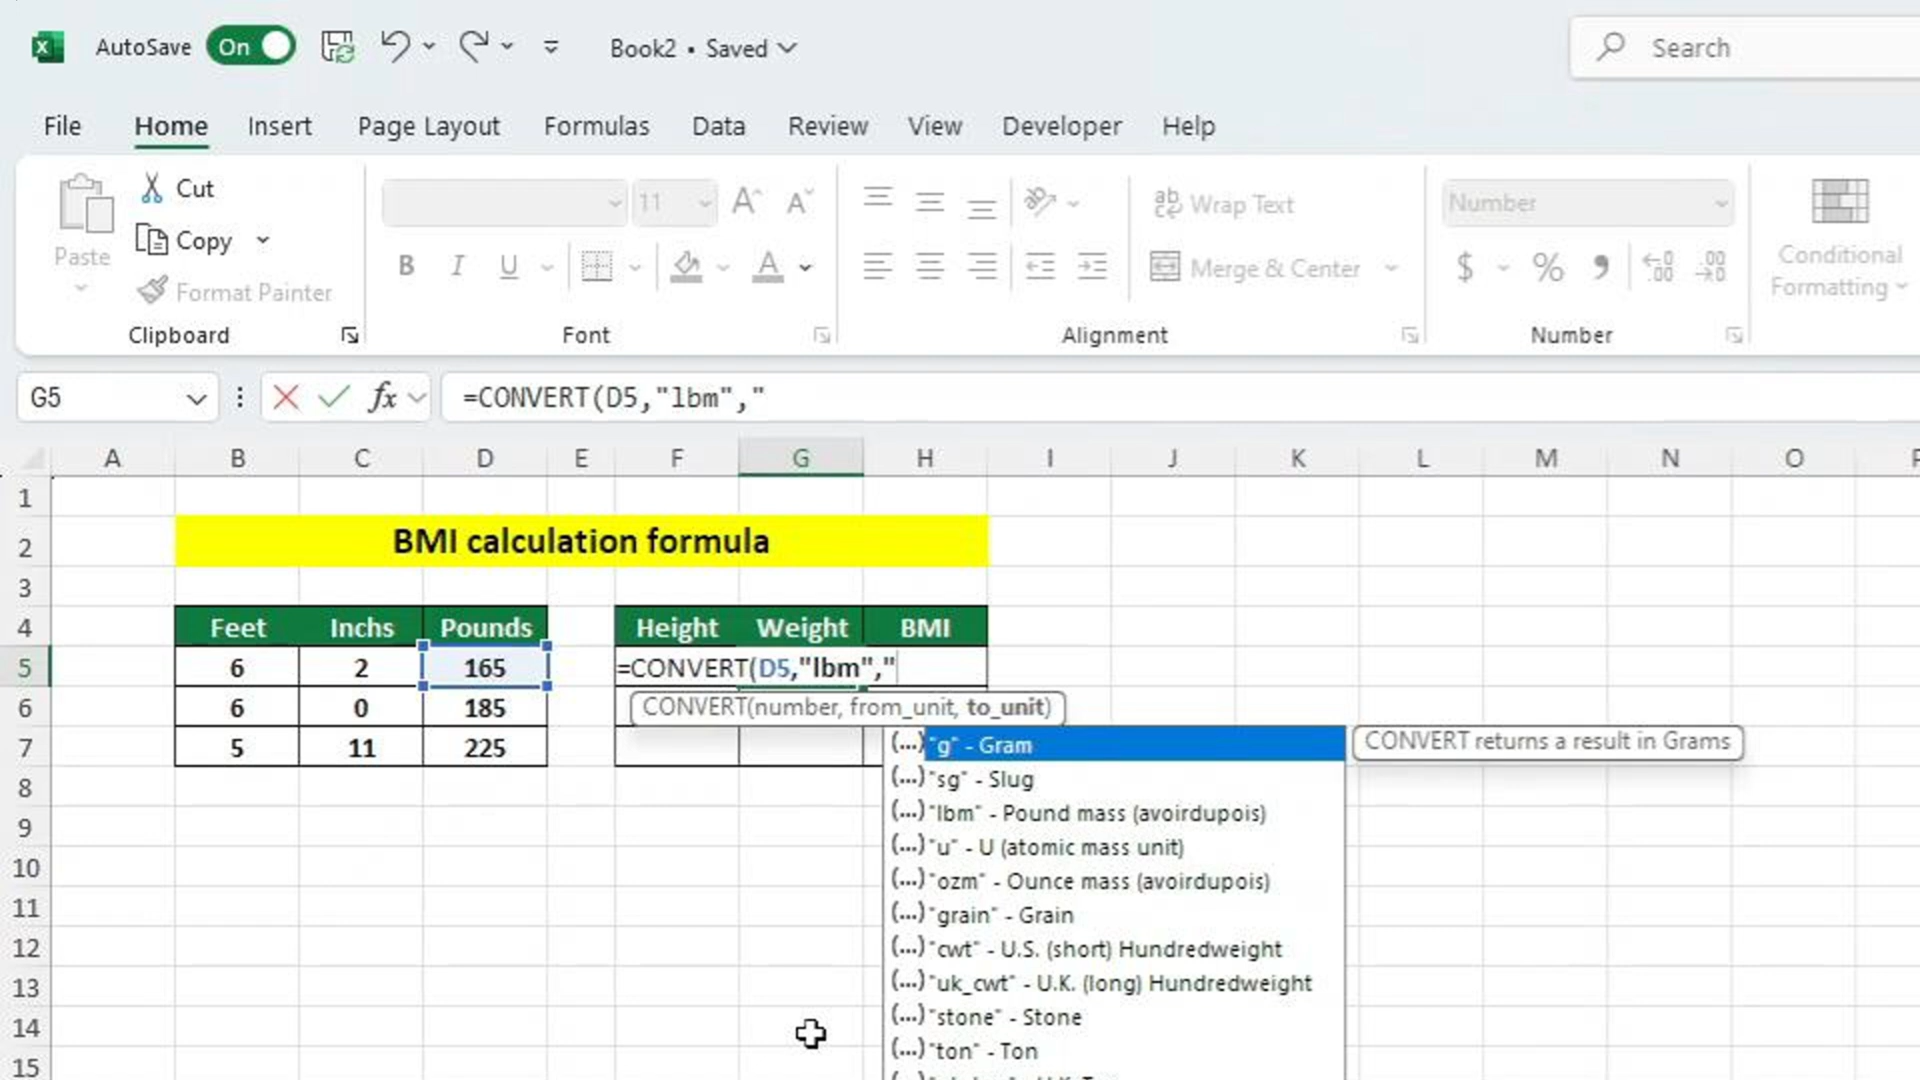 AutoSave On Book2 • Saved Search
File Home Insert Page Layout Formulas Data Review View Developer Help
Paste Cut Copy Format Painter
Clipboard
11 A A
B I U A
Font
ab Wrap Text
Merge & Center
Alignment
Number
$ % 9 .00 .00
Number
Conditional
Formatting
G5 fx =CONVERT(D5,"lbm","
A B C D E F G H I J K L M N O
1
2 BMI calculation formula
3
4 Feet Inchs Pounds Height Weight BMI
5 6 2 165 =CONVERT(D5,"lbm","
CONVERT(number, from_unit, to_unit)
6 6 0 185
7 5 11 225
(...) "g" - Gram CONVERT returns a result in Grams
8 (...) "sg" - Slug
(...) "lbm" - Pound mass (avoirdupois)
9 (...) "u" - U (atomic mass unit)
10 (...) "ozm" - Ounce mass (avoirdupois)
11 (...) "grain" - Grain
12 (...) "cwt" - U.S. (short) Hundredweight
13 (...) "uk_cwt" - U.K. (long) Hundredweight
14 (...) "stone" - Stone
15 (...) "ton" - Ton